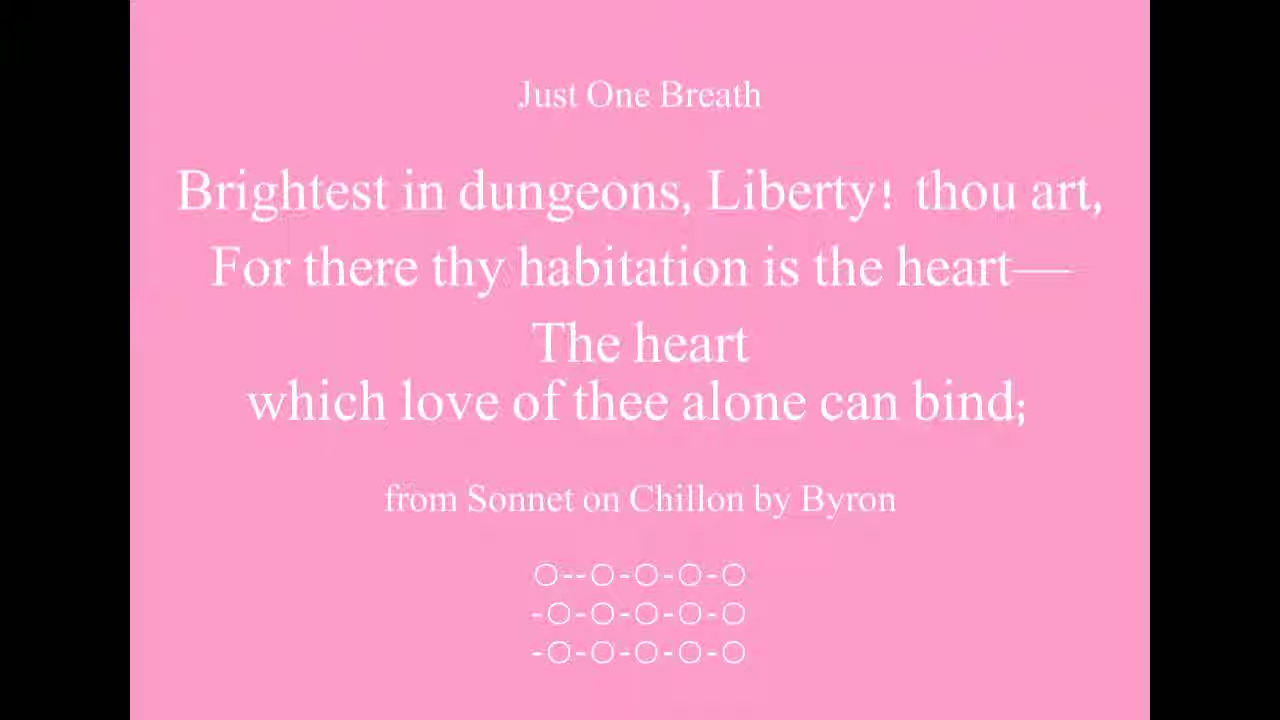 Just One Breath
Brightest in dungeons, Liberty! thou art,
For there thy habitation is the heart—
The heart
which love of thee alone can bind;
from Sonnet on Chillon by Byron
○--○-○-○-○
-○-○-○-○-○
-○-○-○-○-○